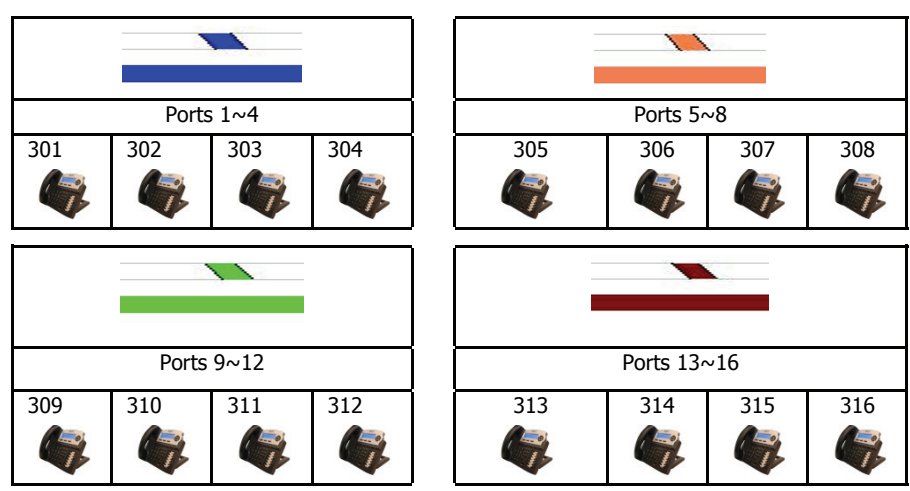 Ports 1~4
301 302 303 304
Ports 5~8
305 306 307 308
Ports 9~12
309 310 311 312
Ports 13~16
313 314 315 316